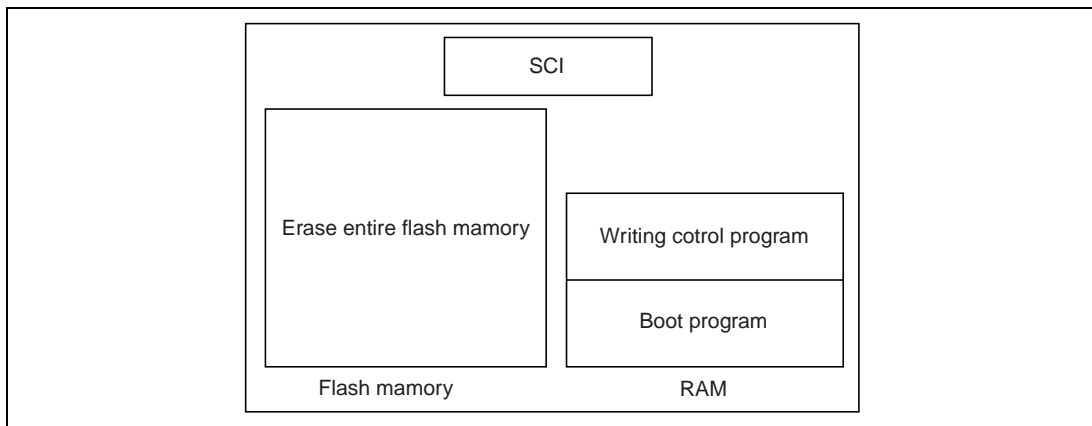 SCI
Erase entire flash mamory
Writing cotrol program
Boot program
Flash mamory
RAM